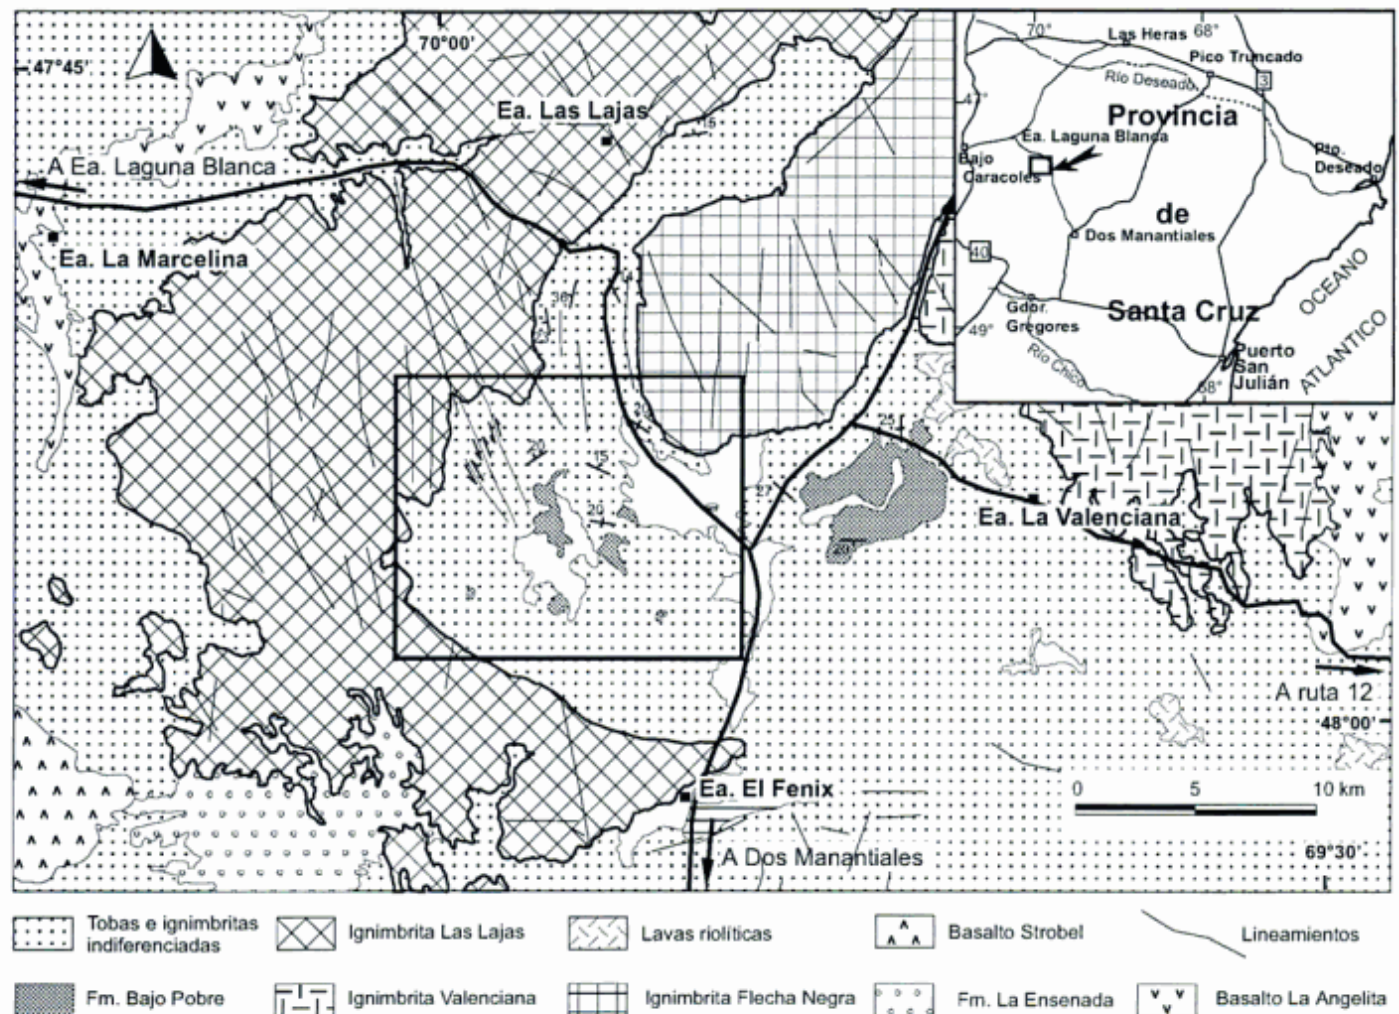 47°45'
70°00'
Ea. Las Lajas
15
A Ea. Laguna Blanca
Ea. La Marcelina
36
20
15
20
25
27
20
Ea. La Valenciana
A ruta 12
48°00'
0 5 10 km
Ea. El Fenix
A Dos Manantiales
69°30'
70° 68°
Las Heras
Pico Truncado
Río Deseado
3
47°
Provincia
Ea. Laguna Blanca
Pto.
Deseado
Bajo
Caracoles
de
Dos Manantiales
40
OCEANO
ATLANTICO
Santa Cruz
Gdor.
Gregores
49°
Río Chico
Puerto
San
Julián
68°
Tobas e ignimbritas
indiferenciadas
Ignimbrita Las Lajas
Lavas riolíticas
Basalto Strobel
Lineamientos
Fm. Bajo Pobre
Ignimbrita Valenciana
Ignimbrita Flecha Negra
Fm. La Ensenada
Basalto La Angelita